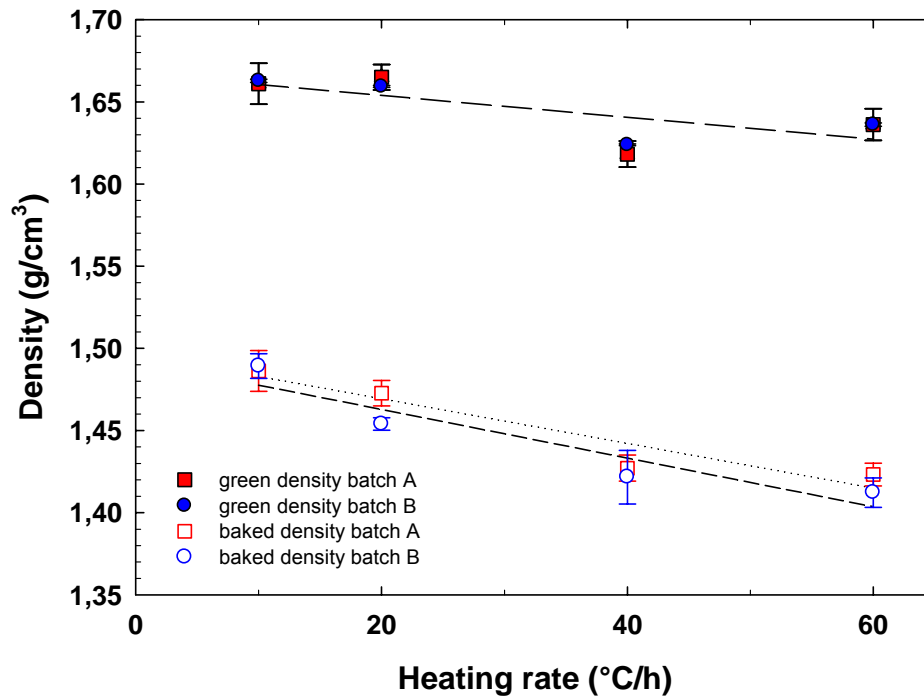 1,70
1,65
1,60
1,55
1,50
1,45
1,40
1,35
Density (g/cm³)
green density batch A
green density batch B
baked density batch A
baked density batch B
0 20 40 60
Heating rate (°C/h)